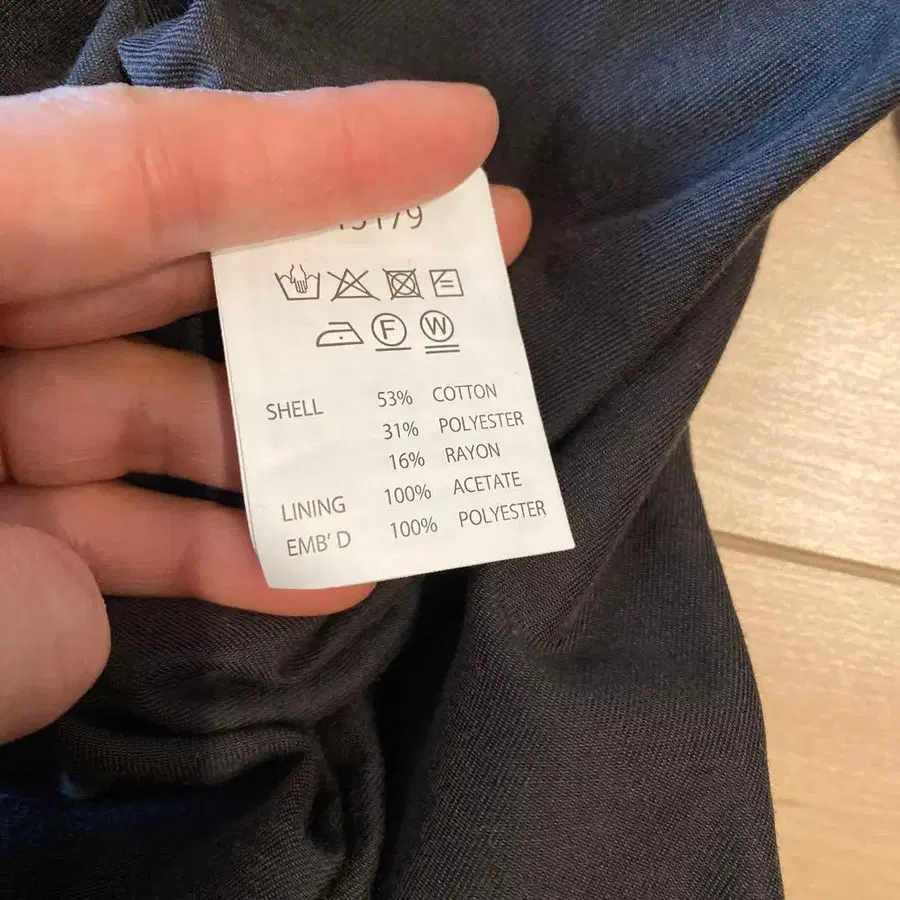 F W
SHELL 53% COTTON
31% POLYESTER
16% RAYON
LINING 100% ACETATE
EMB' D 100% POLYESTER